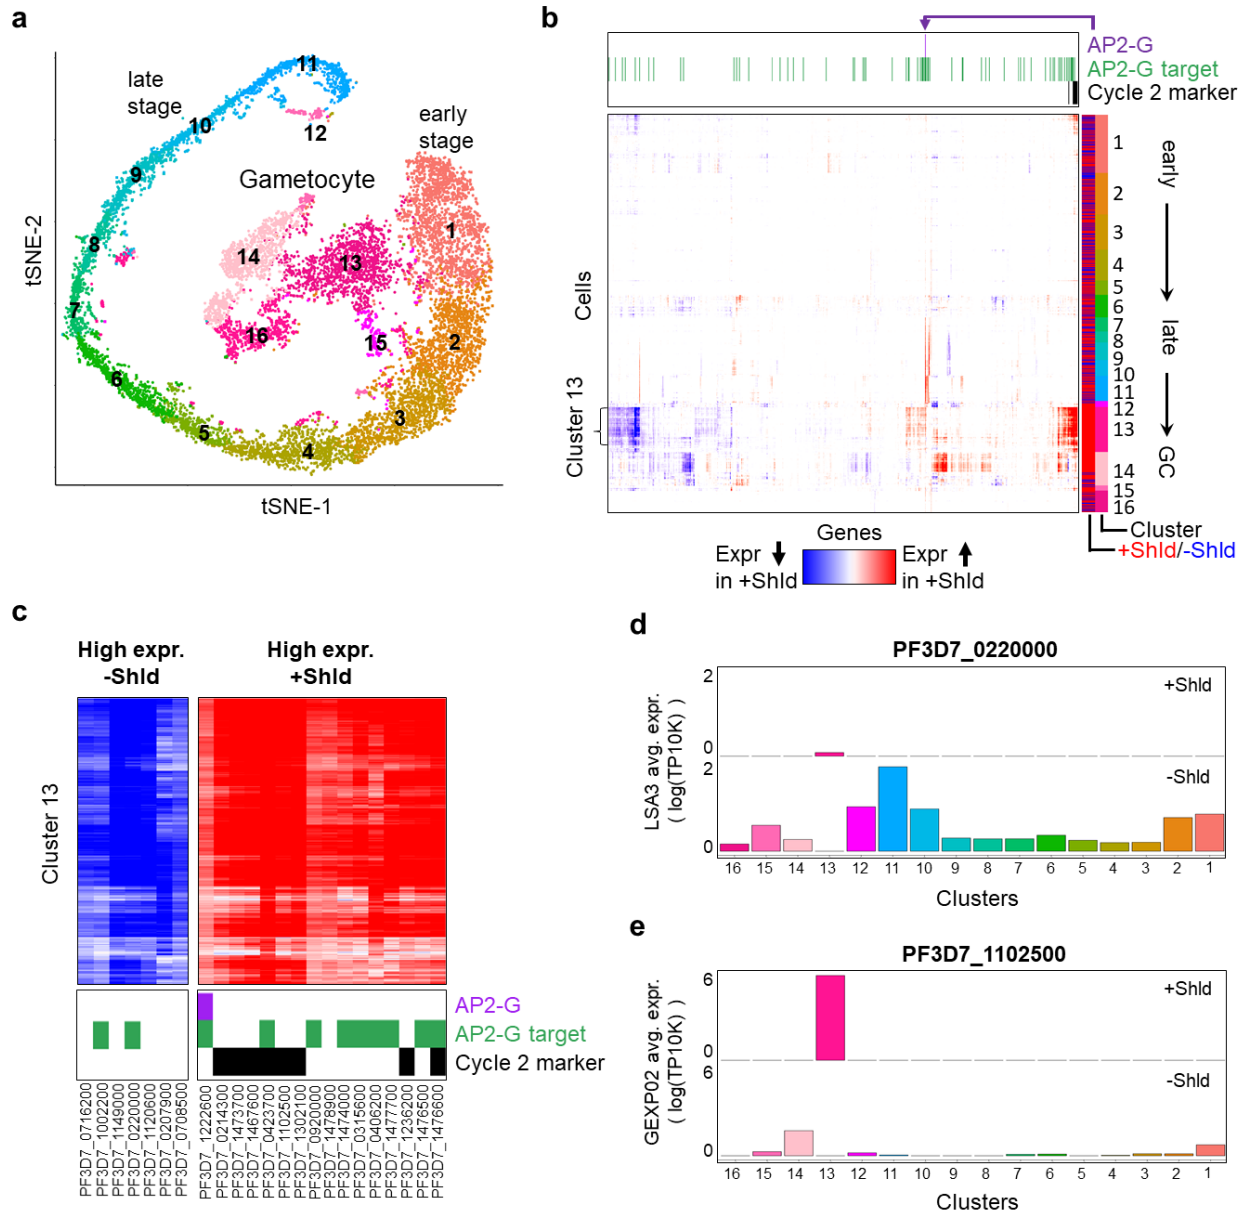 a
late
stage
early
stage
Gametocyte
11
10
12
9
8
7
6
5
4
3
2
1
14
13
16
15
tSNE-2
tSNE-1
b
AP2-G
AP2-G target
Cycle 2 marker
Cells
Cluster 13
1
2
3
4
5
6
7
8
9
10
11
12
13
14
15
16
early
late
GC
Cluster
+Shld/-Shld
Genes
Expr
in +Shld
Expr
in +Shld
c
High expr.
-Shld
High expr.
+Shld
Cluster 13
AP2-G
AP2-G target
Cycle 2 marker
PF3D7_0716200
PF3D7_1002200
PF3D7_1149000
PF3D7_0220000
PF3D7_1120600
PF3D7_0207900
PF3D7_0708500
PF3D7_1222600
PF3D7_0214300
PF3D7_1473700
PF3D7_1467600
PF3D7_0423700
PF3D7_1102500
PF3D7_1302100
PF3D7_0920000
PF3D7_1478900
PF3D7_1474000
PF3D7_0315600
PF3D7_0406200
PF3D7_1477700
PF3D7_1236200
PF3D7_1476500
PF3D7_1476600
d
PF3D7_0220000
LSA3 avg. expr.
( log(TP10K) )
2
0
+Shld
2
0
-Shld
16 15 14 13 12 11 10 9 8 7 6 5 4 3 2 1
Clusters
e
PF3D7_1102500
GEXP02 avg. expr.
( log(TP10K) )
6
0
+Shld
6
0
-Shld
16 15 14 13 12 11 10 9 8 7 6 5 4 3 2 1
Clusters